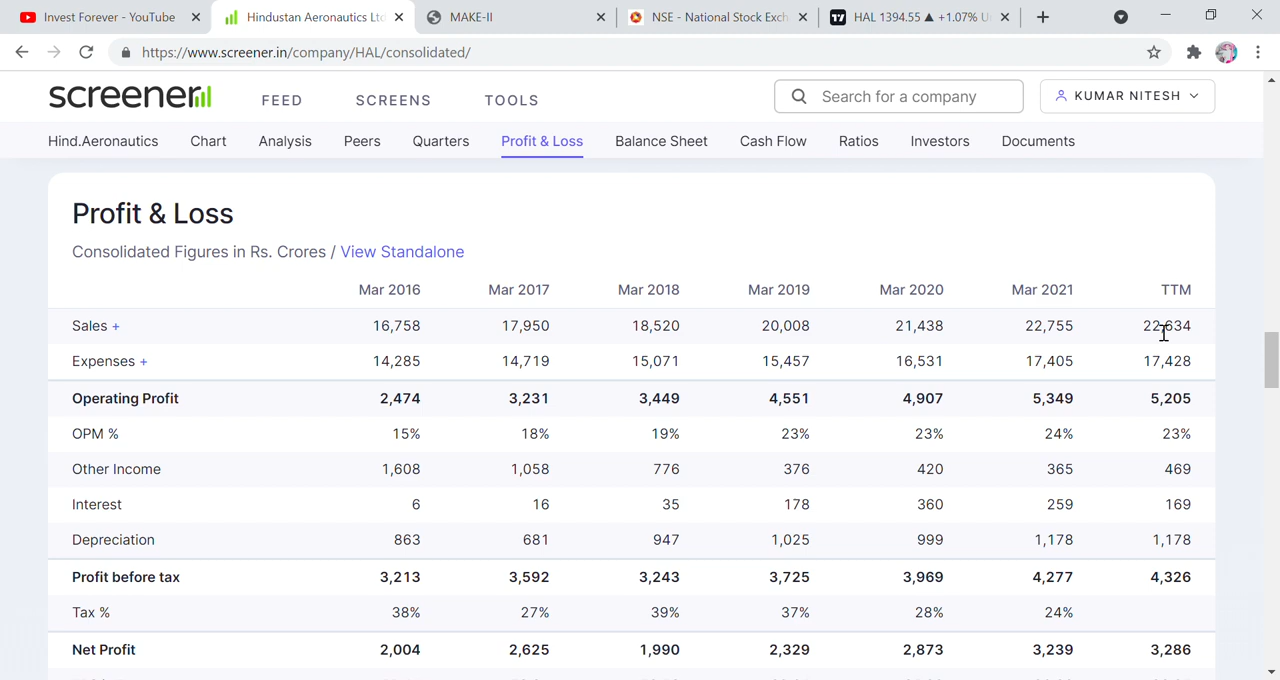 Invest Forever - YouTube Hindustan Aeronautics Ltd MAKE-II NSE - National Stock Exch HAL 1394.55 ▲ +1.07% U
https://www.screener.in/company/HAL/consolidated/
screener FEED SCREENS TOOLS Search for a company KUMAR NITESH
Hind.Aeronautics Chart Analysis Peers Quarters Profit & Loss Balance Sheet Cash Flow Ratios Investors Documents
Profit & Loss
Consolidated Figures in Rs. Crores / View Standalone
Mar 2016 Mar 2017 Mar 2018 Mar 2019 Mar 2020 Mar 2021 TTM
Sales + 16,758 17,950 18,520 20,008 21,438 22,755 22,634
Expenses + 14,285 14,719 15,071 15,457 16,531 17,405 17,428
Operating Profit 2,474 3,231 3,449 4,551 4,907 5,349 5,205
OPM % 15% 18% 19% 23% 23% 24% 23%
Other Income 1,608 1,058 776 376 420 365 469
Interest 6 16 35 178 360 259 169
Depreciation 863 681 947 1,025 999 1,178 1,178
Profit before tax 3,213 3,592 3,243 3,725 3,969 4,277 4,326
Tax % 38% 27% 39% 37% 28% 24%
Net Profit 2,004 2,625 1,990 2,329 2,873 3,239 3,286